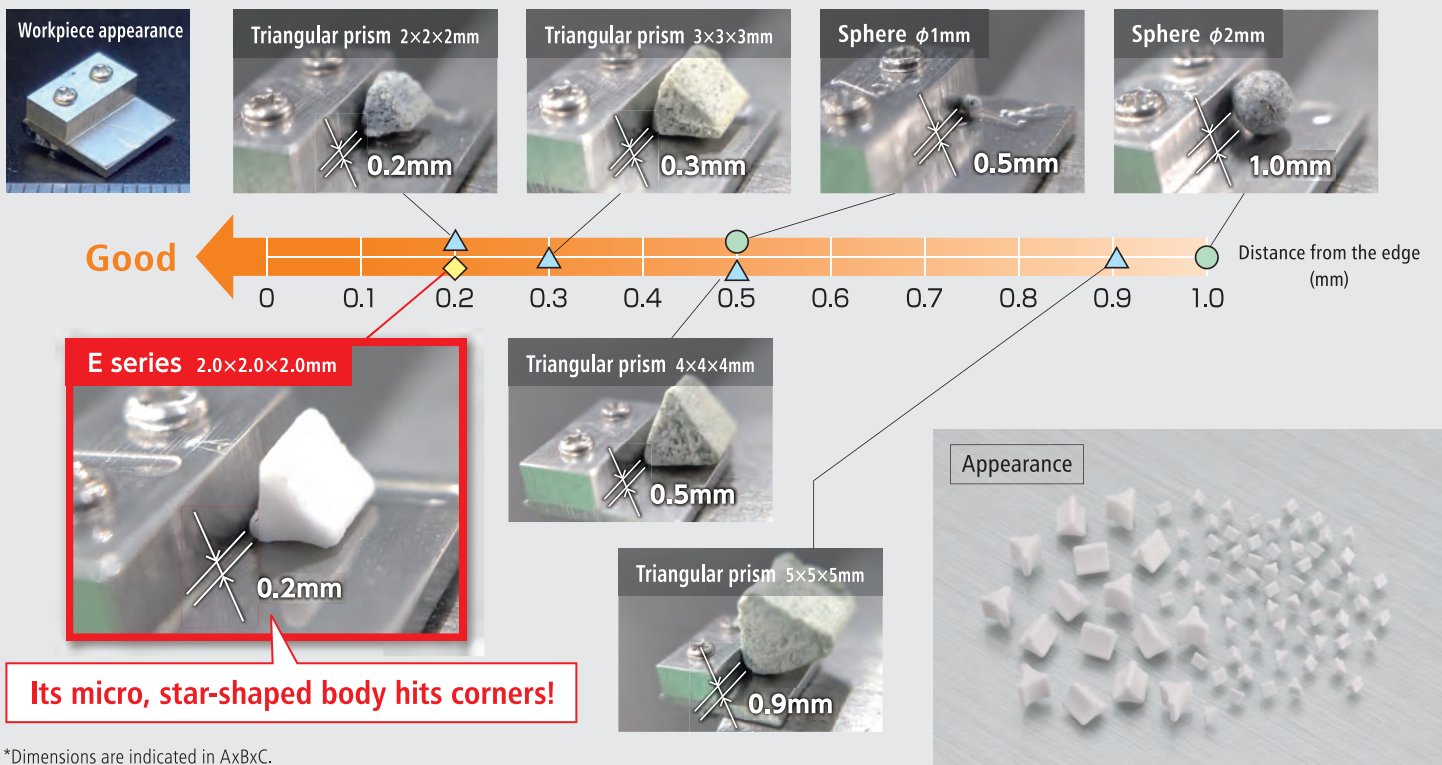 Workpiece appearance
Triangular prism 2×2×2mm
0.2mm
Triangular prism 3×3×3mm
0.3mm
Sphere ϕ1mm
0.5mm
Sphere ϕ2mm
1.0mm
Good
0 0.1 0.2 0.3 0.4 0.5 0.6 0.7 0.8 0.9 1.0
Distance from the edge
(mm)
E series 2.0×2.0×2.0mm
0.2mm
Triangular prism 4×4×4mm
0.5mm
Triangular prism 5×5×5mm
0.9mm
Appearance
Its micro, star-shaped body hits corners!
*Dimensions are indicated in AxBxC.